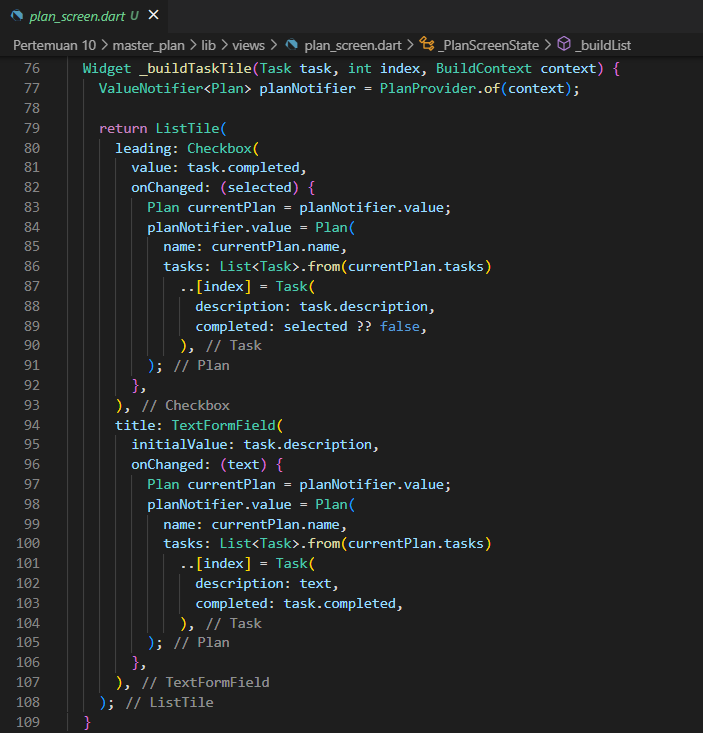 plan_screen.dart U ×
Pertemuan 10 > master_plan > lib > views > plan_screen.dart > _PlanScreenState > _buildList
76 Widget _buildTaskTile(Task task, int index, BuildContext context) {
77 ValueNotifier<Plan> planNotifier = PlanProvider.of(context);
78
79 return ListTile(
80 leading: Checkbox(
81 value: task.completed,
82 onChanged: (selected) {
83 Plan currentPlan = planNotifier.value;
84 planNotifier.value = Plan(
85 name: currentPlan.name,
86 tasks: List<Task>.from(currentPlan.tasks)
87 ..[index] = Task(
88 description: task.description,
89 completed: selected ?? false,
90 ), // Task
91 ); // Plan
92 },
93 ), // Checkbox
94 title: TextFormField(
95 initialValue: task.description,
96 onChanged: (text) {
97 Plan currentPlan = planNotifier.value;
98 planNotifier.value = Plan(
99 name: currentPlan.name,
100 tasks: List<Task>.from(currentPlan.tasks)
101 ..[index] = Task(
102 description: text,
103 completed: task.completed,
104 ), // Task
105 ); // Plan
106 },
107 ), // TextFormField
108 ); // ListTile
109 }